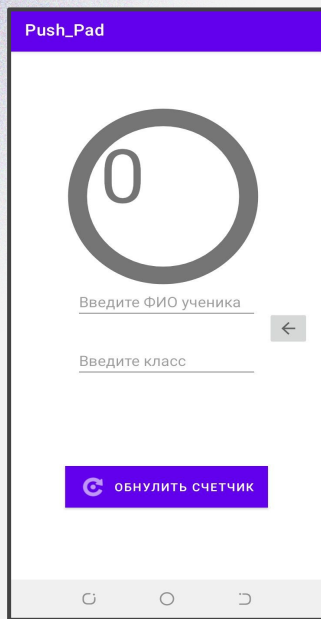 Push_Pad
0
Введите ФИО ученика
Введите класс
ОБНУЛИТЬ СЧЕТЧИК